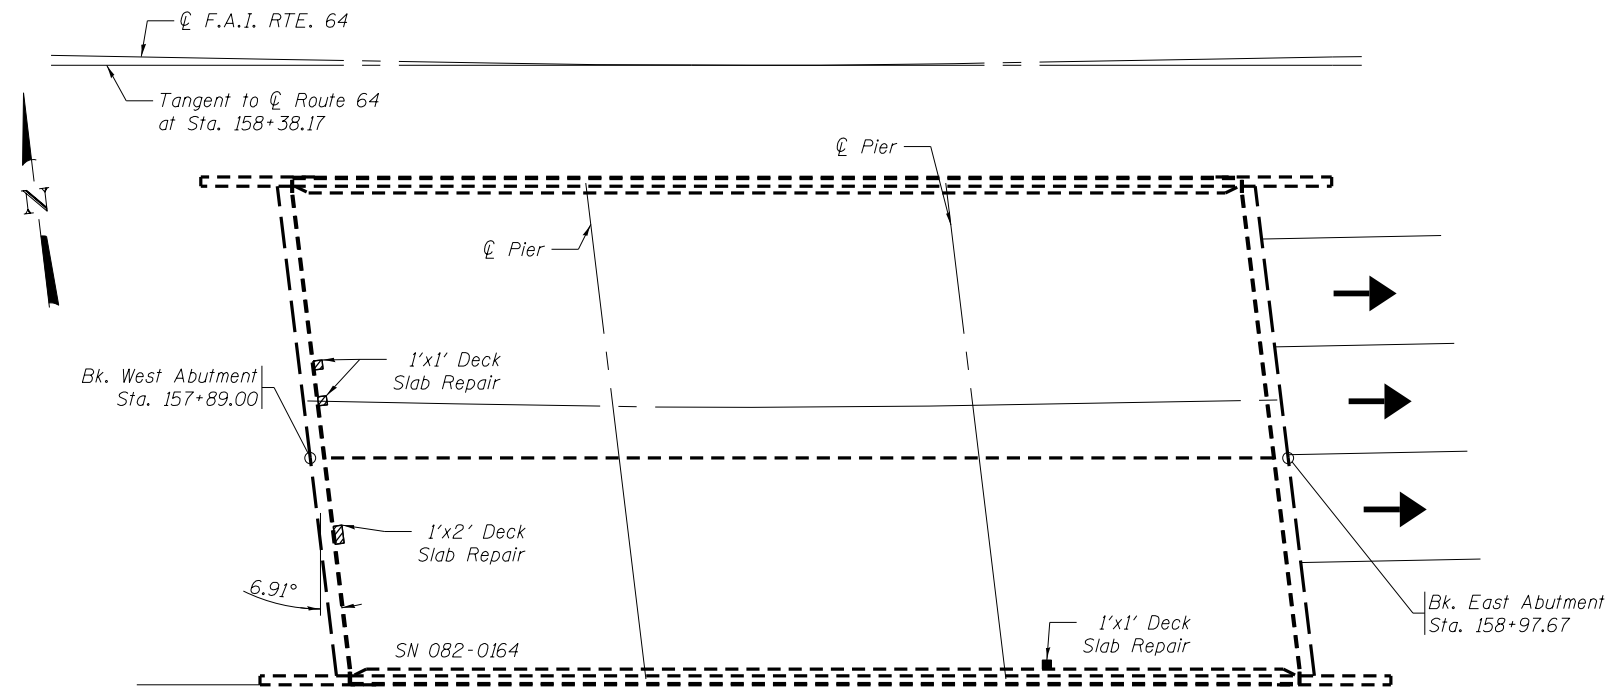 ℄ F.A.I. RTE. 64
Tangent to ℄ Route 64
at Sta. 158+38.17
N
℄ Pier
℄ Pier
1'x1' Deck
Slab Repair
Bk. West Abutment
Sta. 157+89.00
1'x2' Deck
Slab Repair
6.91°
SN 082-0164
1'x1' Deck
Slab Repair
Bk. East Abutment
Sta. 158+97.67